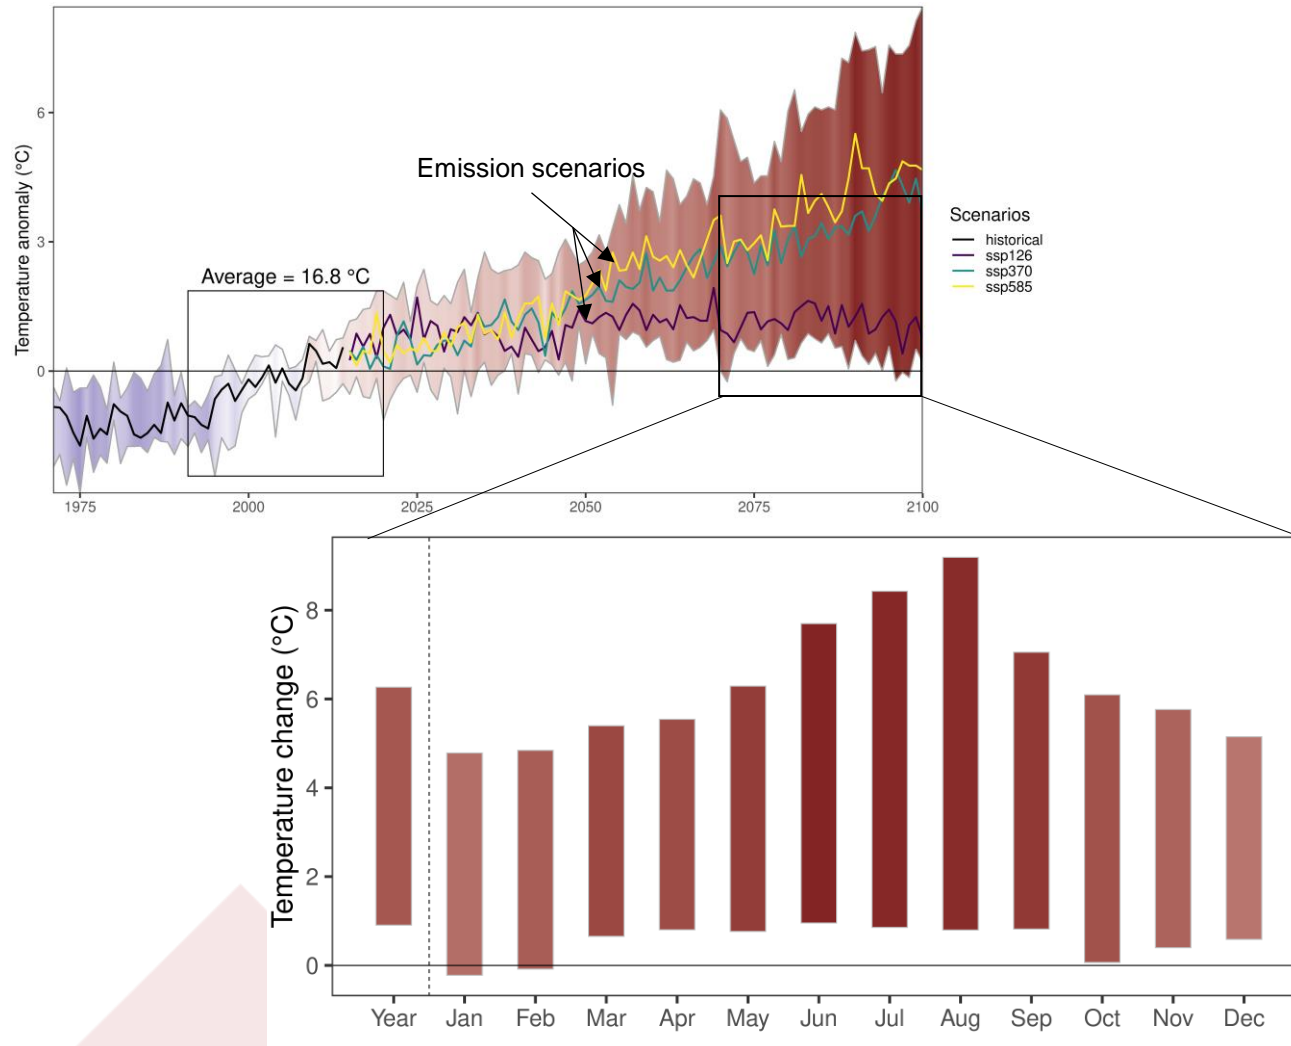 Temperature anomaly (°C)
6
3
0
Emission scenarios
Average = 16.8 °C
1975
2000
2025
2050
2075
2100
Scenarios
historical
ssp126
ssp370
ssp585
Temperature change (°C)
8
6
4
2
0
Year
Jan
Feb
Mar
Apr
May
Jun
Jul
Aug
Sep
Oct
Nov
Dec